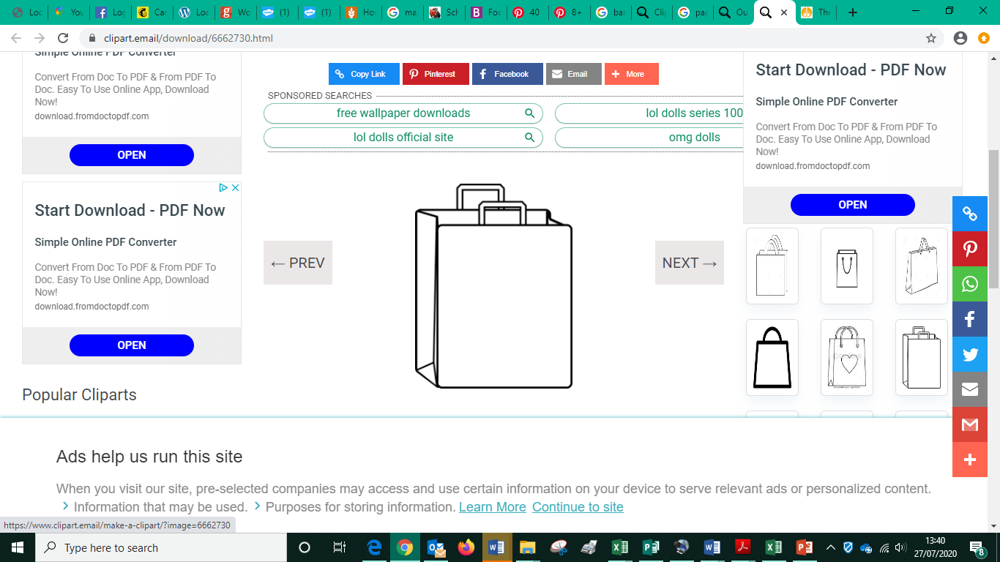 Loc
You
Loc
Car
Loc
Wo
(1)
(1)
Ho
ma
Sch
Foc
40
8+
bar
Cli
pap
Ou
The
clipart.email/download/6662730.html
Simple Online PDF Converter
Convert From Doc To PDF & From PDF To
Doc. Easy To Use Online App, Download
Now!
download.fromdoctopdf.com
OPEN
Start Download - PDF Now
Simple Online PDF Converter
Convert From Doc To PDF & From PDF To
Doc. Easy To Use Online App, Download
Now!
download.fromdoctopdf.com
OPEN
Popular Cliparts
Copy Link
Pinterest
Facebook
Email
More
SPONSORED SEARCHES
free wallpaper downloads
lol dolls series 100
lol dolls official site
omg dolls
← PREV
NEXT →
Start Download - PDF Now
Simple Online PDF Converter
Convert From Doc To PDF & From PDF To
Doc. Easy To Use Online App, Download
Now!
download.fromdoctopdf.com
OPEN
Ads help us run this site
When you visit our site, pre-selected companies may access and use certain information on your device to serve relevant ads or personalized content.
Information that may be used. Purposes for storing information. Learn More Continue to site
https://www.clipart.email/make-a-clipart/?image=6662730
Type here to search
13:40
27/07/2020
8